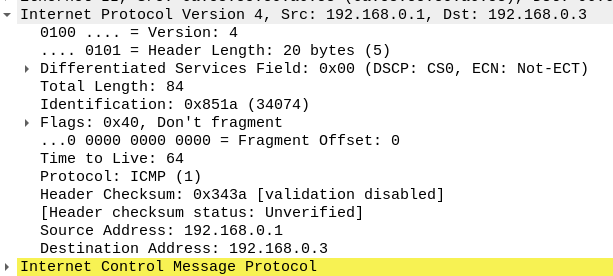 Internet Protocol Version 4, Src: 192.168.0.1, Dst: 192.168.0.3
0100 .... = Version: 4
.... 0101 = Header Length: 20 bytes (5)
Differentiated Services Field: 0x00 (DSCP: CS0, ECN: Not-ECT)
Total Length: 84
Identification: 0x851a (34074)
Flags: 0x40, Don't fragment
...0 0000 0000 0000 = Fragment Offset: 0
Time to Live: 64
Protocol: ICMP (1)
Header Checksum: 0x343a [validation disabled]
[Header checksum status: Unverified]
Source Address: 192.168.0.1
Destination Address: 192.168.0.3
Internet Control Message Protocol